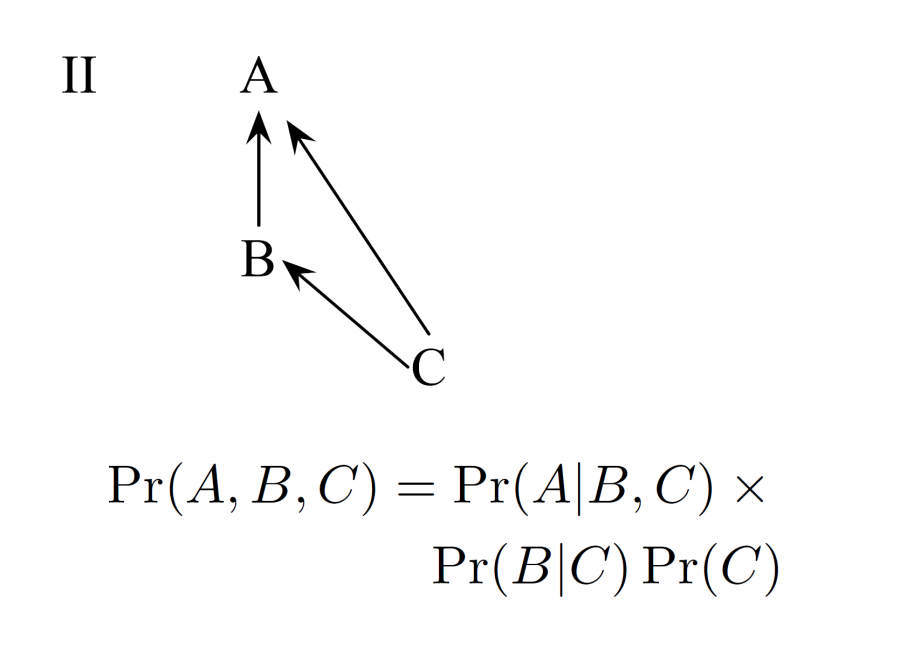 II A
B
C
Pr(A, B, C) = Pr(A|B, C) ×
Pr(B|C) Pr(C)